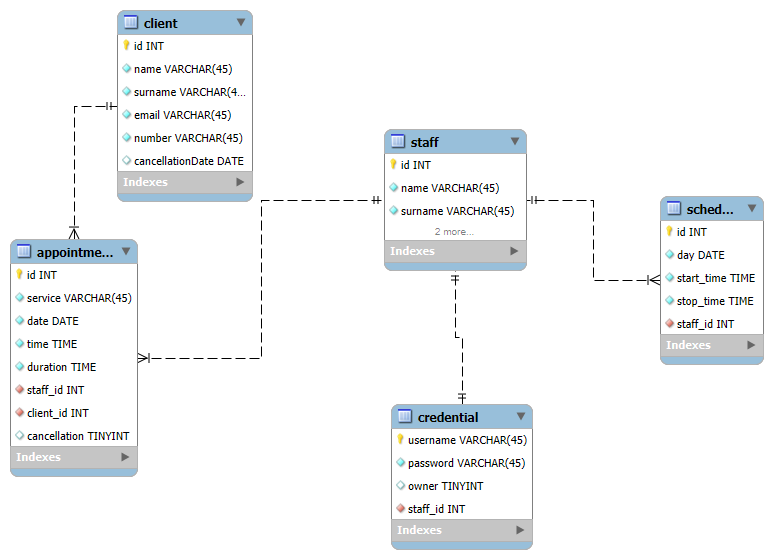 client
id INT
name VARCHAR(45)
surname VARCHAR(4...
email VARCHAR(45)
number VARCHAR(45)
cancellationDate DATE
Indexes
staff
id INT
name VARCHAR(45)
surname VARCHAR(45)
2 more...
Indexes
sched...
id INT
day DATE
start_time TIME
stop_time TIME
staff_id INT
Indexes
appointme...
id INT
service VARCHAR(45)
date DATE
time TIME
duration TIME
staff_id INT
client_id INT
cancellation TINYINT
Indexes
credential
username VARCHAR(45)
password VARCHAR(45)
owner TINYINT
staff_id INT
Indexes